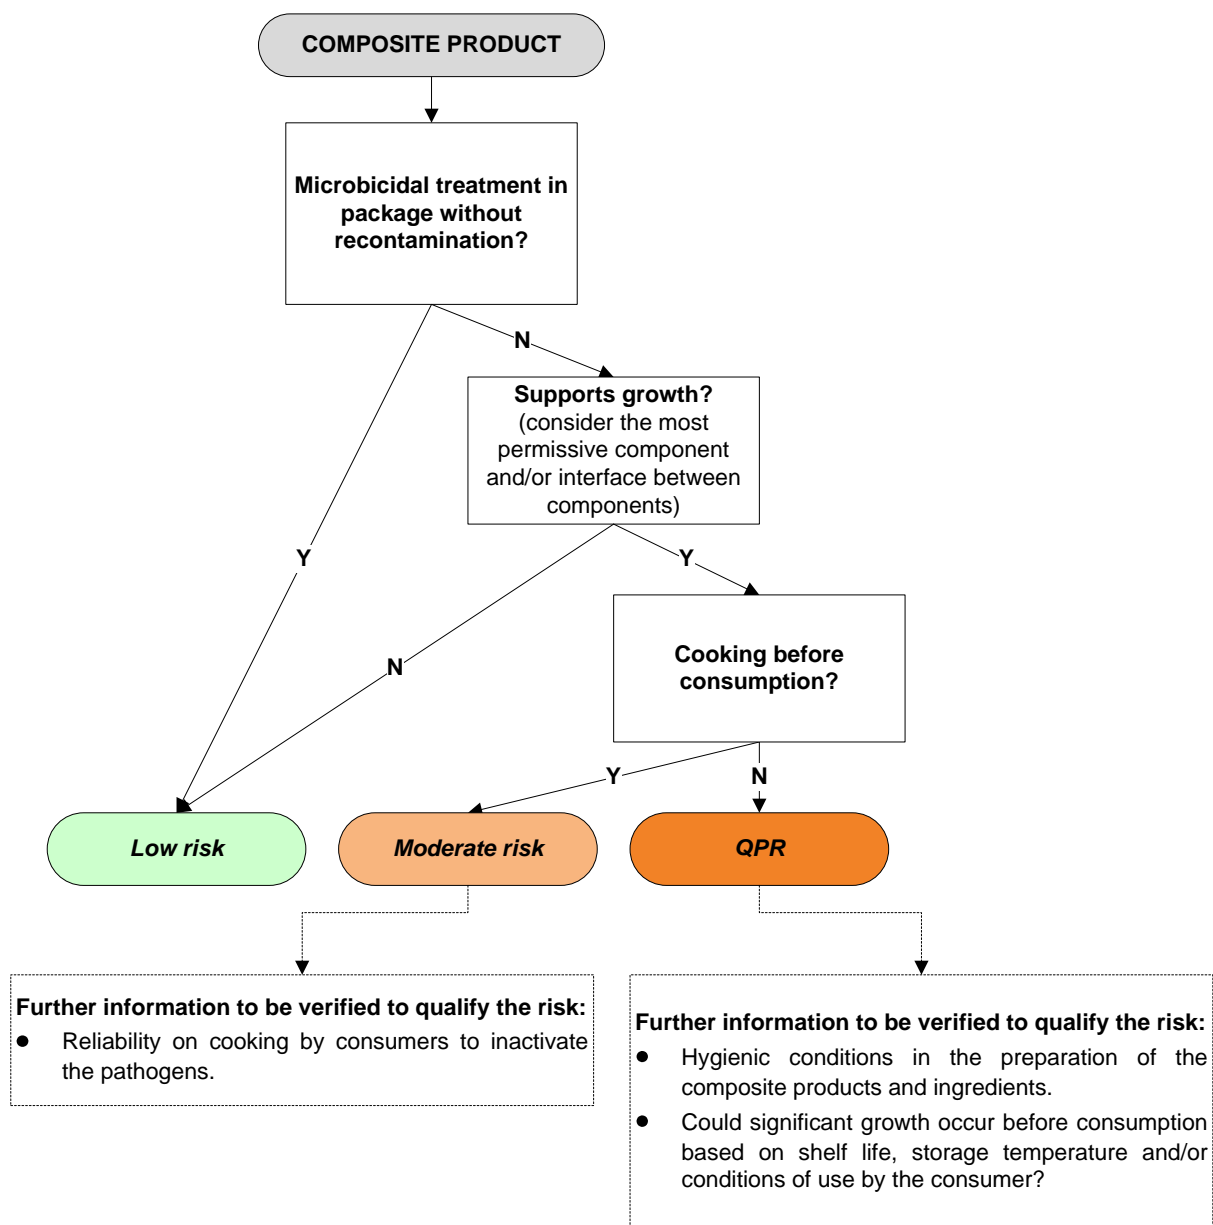 COMPOSITE PRODUCT
Microbicidal treatment in
package without
recontamination?
N
Supports growth?
(consider the most
permissive component
and/or interface between
components)
Y
Y
Cooking before
consumption?
N
Y
N
Low risk
Moderate risk
QPR
Further information to be verified to qualify the risk:
● Reliability on cooking by consumers to inactivate
the pathogens.
Further information to be verified to qualify the risk:
● Hygienic conditions in the preparation of the
composite products and ingredients.
● Could significant growth occur before consumption
based on shelf life, storage temperature and/or
conditions of use by the consumer?